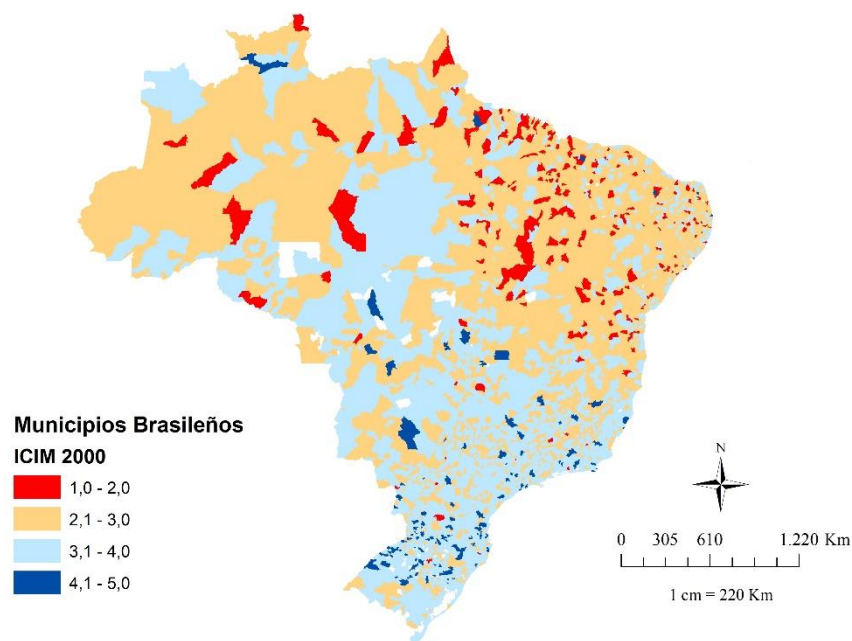 Municipios Brasileños
ICIM 2000
1,0 - 2,0
2,1 - 3,0
3,1 - 4,0
4,1 - 5,0
N
0 305 610 1.220 Km
1 cm = 220 Km